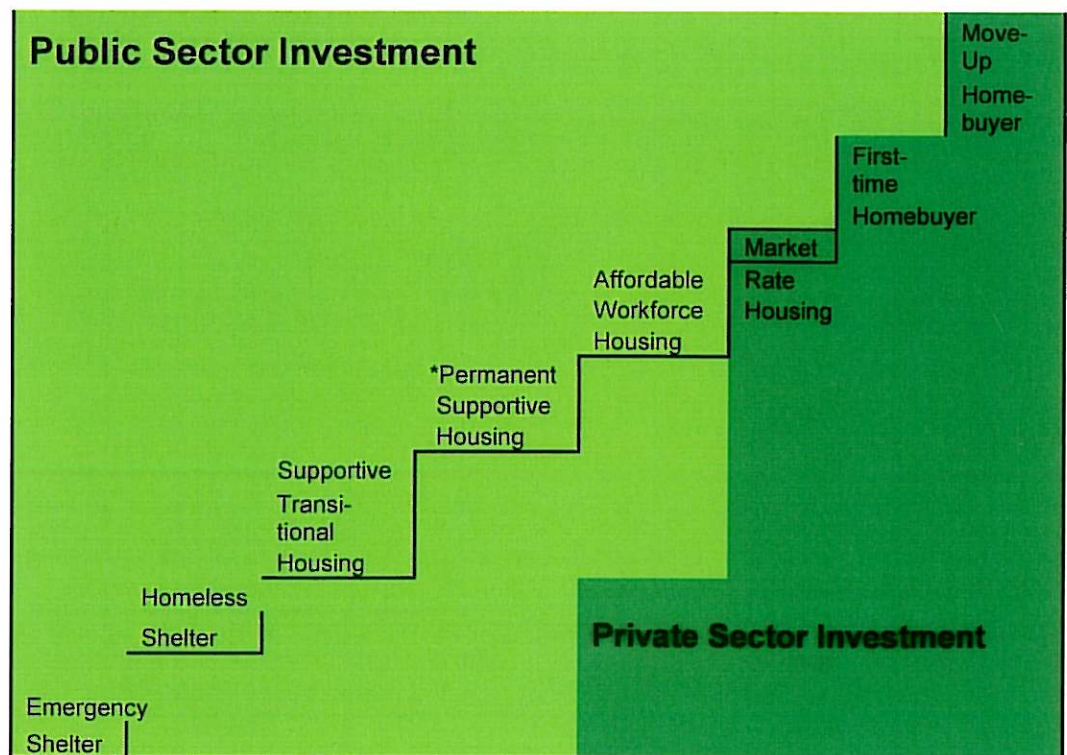 Public Sector Investment
Move-
Up
Home-
buyer
First-
time
Homebuyer
Market
Rate
Housing
Affordable
Workforce
Housing
*Permanent
Supportive
Housing
Supportive
Transi-
tional
Housing
Homeless
Shelter
Private Sector Investment
Emergency
Shelter